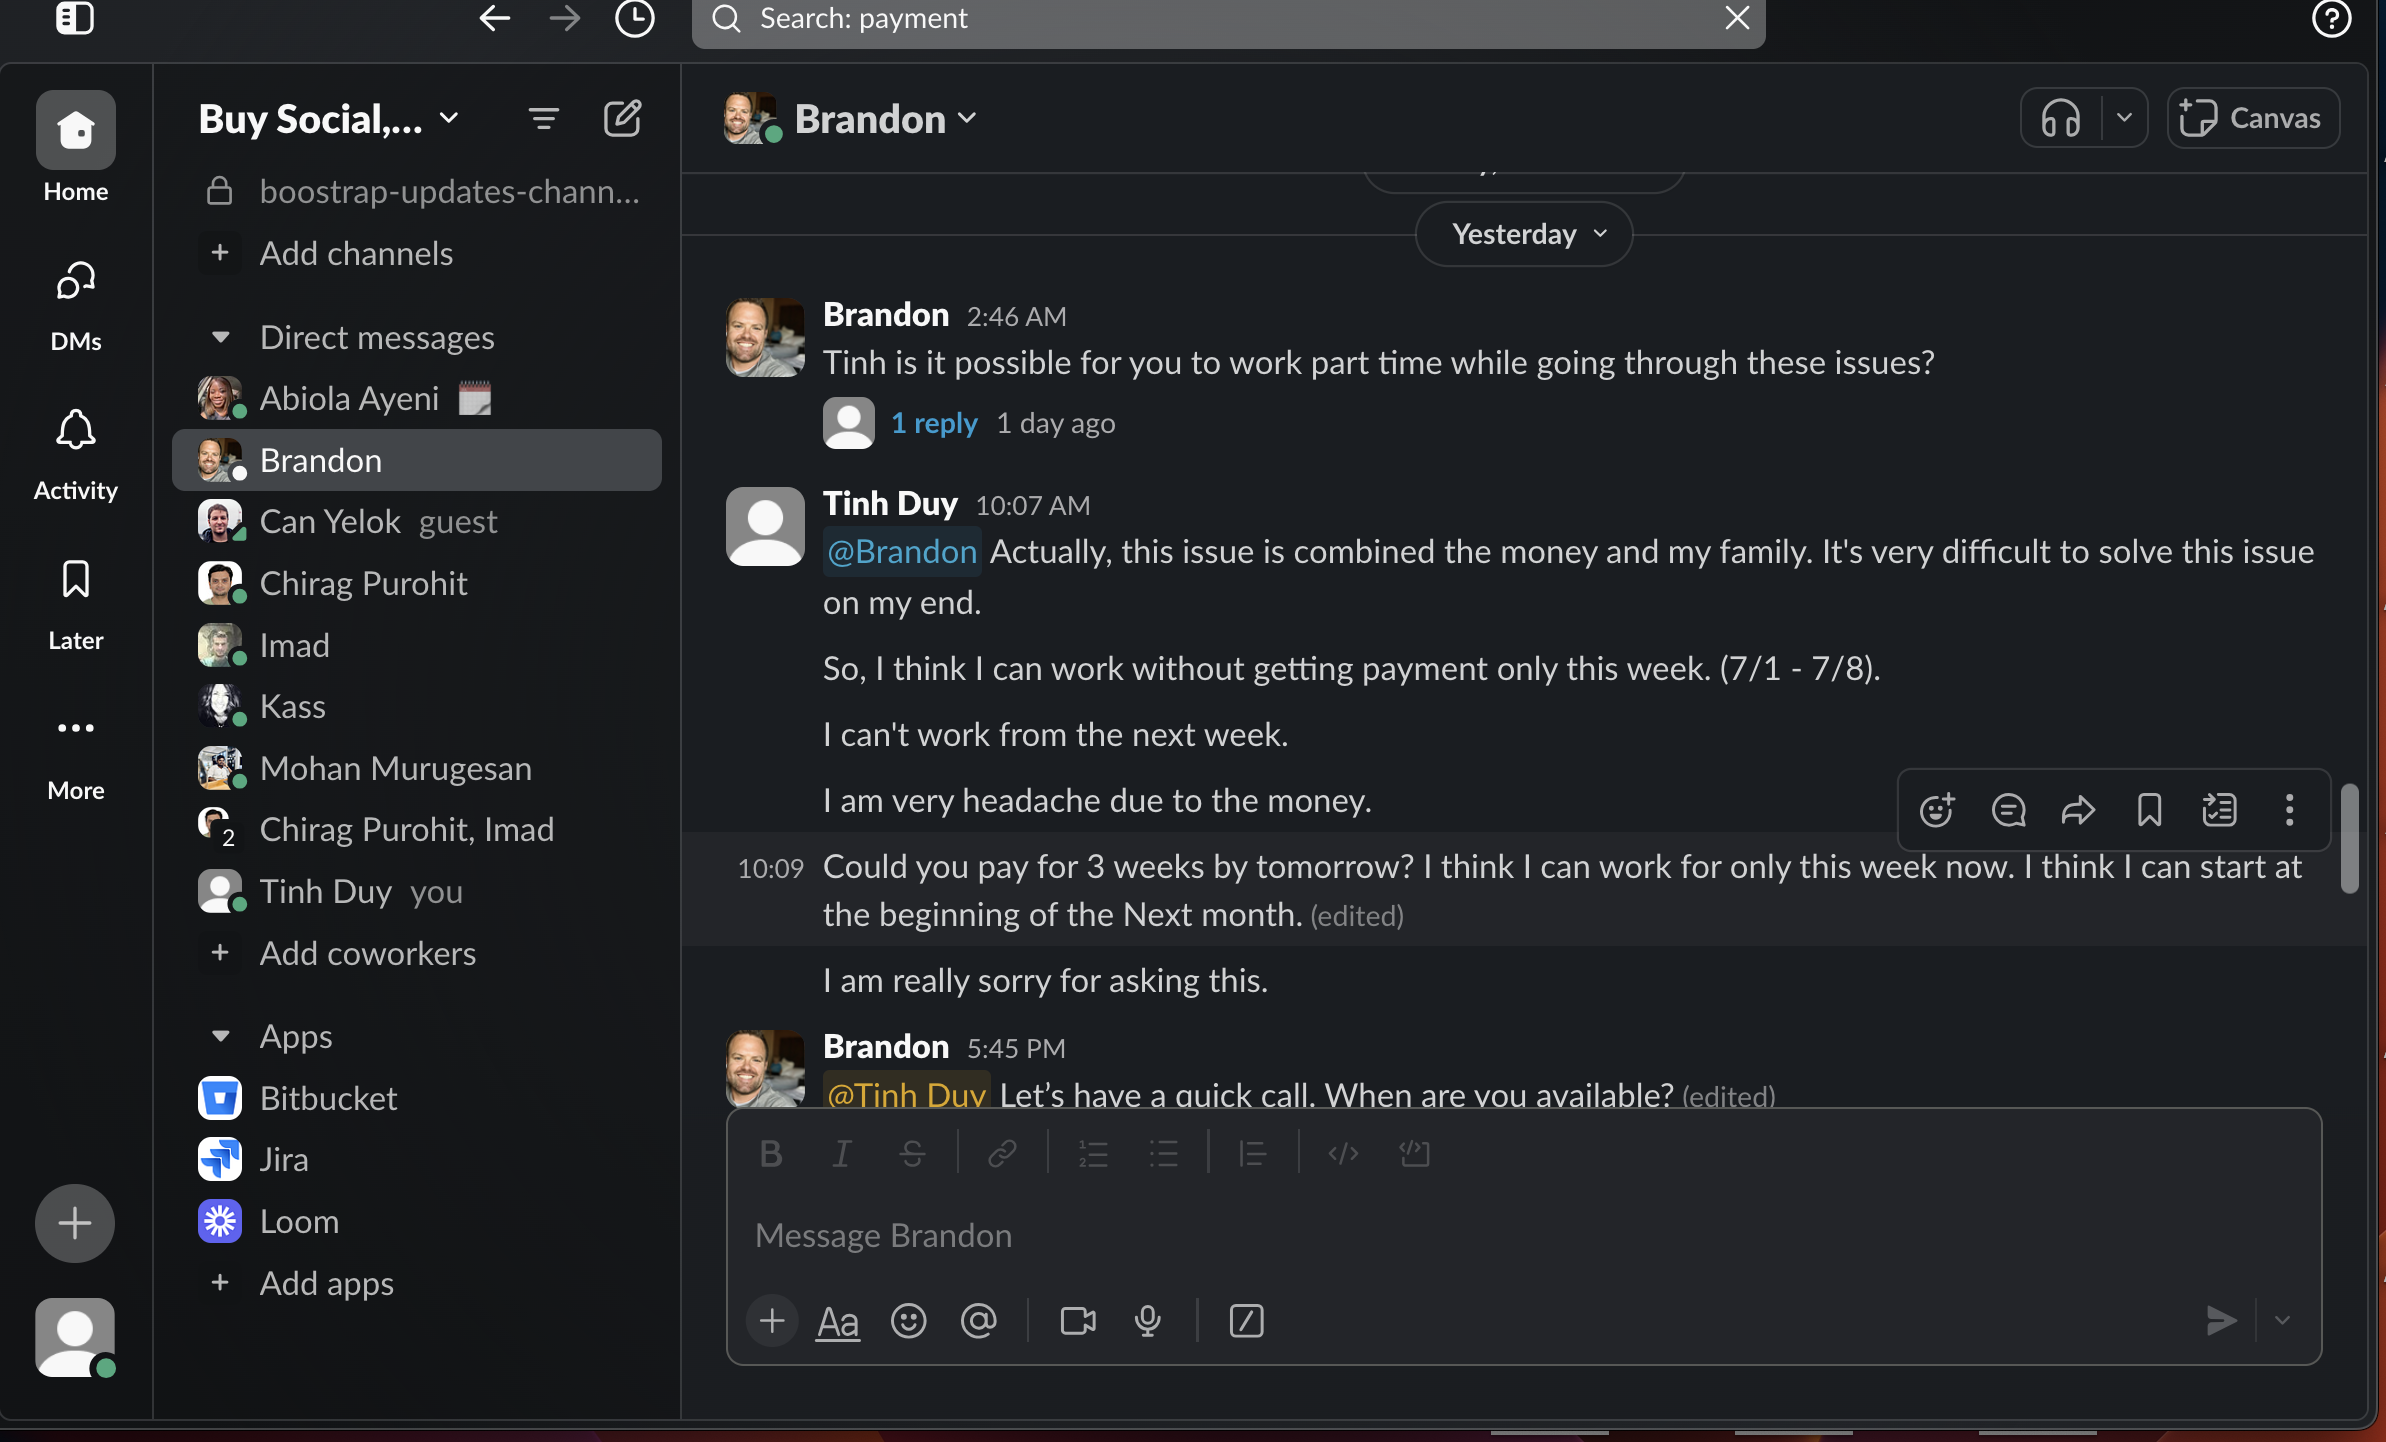 Search: payment
Home
DMs
Activity
Later
More
Buy Social,...
boostrap-updates-chann...
Add channels
Direct messages
Abiola Ayeni
Brandon
Can Yelok guest
Chirag Purohit
Imad
Kass
Mohan Murugesan
2 Chirag Purohit, Imad
Tinh Duy you
Add coworkers
Apps
Bitbucket
Jira
Loom
Add apps
Brandon
Canvas
Yesterday
Brandon 2:46 AM
Tinh is it possible for you to work part time while going through these issues?
1 reply 1 day ago
Tinh Duy 10:07 AM
@Brandon Actually, this issue is combined the money and my family. It's very difficult to solve this issue
on my end.
So, I think I can work without getting payment only this week. (7/1 - 7/8).
I can't work from the next week.
I am very headache due to the money.
10:09 Could you pay for 3 weeks by tomorrow? I think I can work for only this week now. I think I can start at
the beginning of the Next month. (edited)
I am really sorry for asking this.
Brandon 5:45 PM
@Tinh Duy Let’s have a quick call. When are you available? (edited)
Message Brandon
Aa